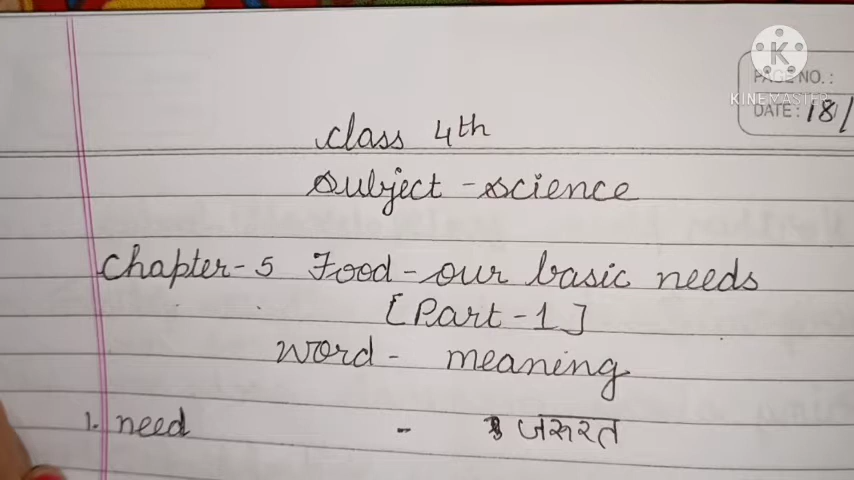 K
KINEMASTER
PAGE NO. :
DATE : 18/
class 4th
subject - science
chapter - 5 Food - our basic needs
[Part - 1]
word - meaning
1. need - जरूरत